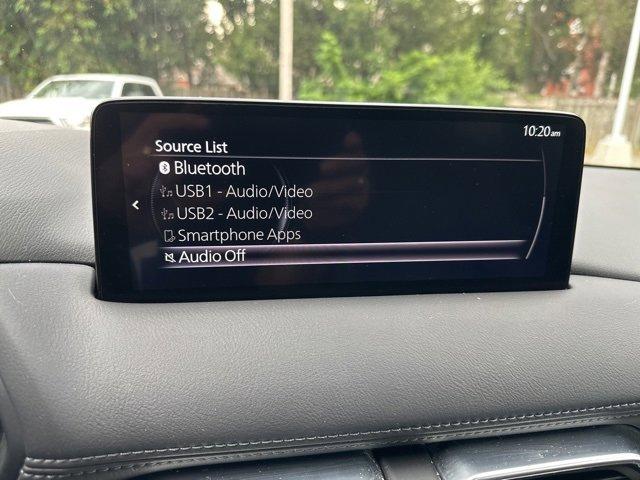 10:20am
Source List
Bluetooth
USB1 - Audio/Video
USB2 - Audio/Video
Smartphone Apps
Audio Off